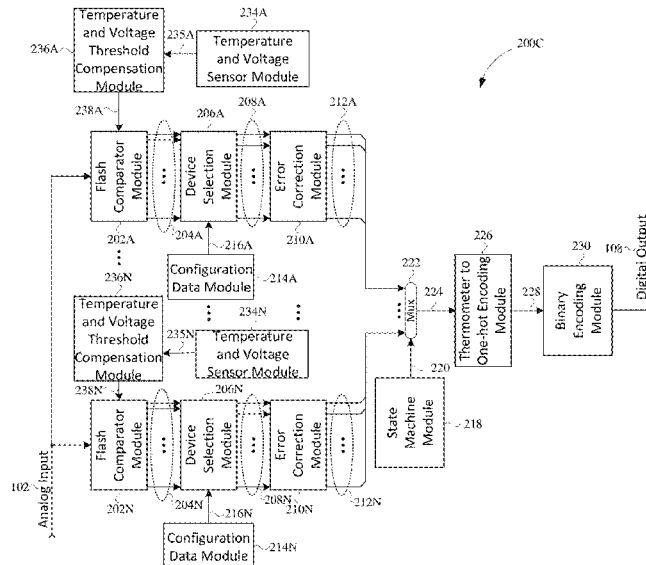 Temperature
and Voltage
Threshold
Compensation
Module
236A
235A
234A
Temperature
and Voltage
Sensor Module
200C
238A
206A
208A
212A
Flash
Comparator
Module
Device
Selection
Module
Error
Correction
Module
202A
204A
216A
210A
236N
Configuration
Data Module
214A
Temperature
and Voltage
Threshold
Compensation
Module
235N
234N
Temperature
and Voltage
Sensor Module
222
Mux
224
220
226
Thermometer to
One-hot Encoding
Module
228
230
Binary
Encoding
Module
108
Digital Output
State
Machine
Module
218
238N
206N
Flash
Comparator
Module
Device
Selection
Module
Error
Correction
Module
202N
204N
216N
208N
210N
212N
Configuration
Data Module
214N
102
Analog Input